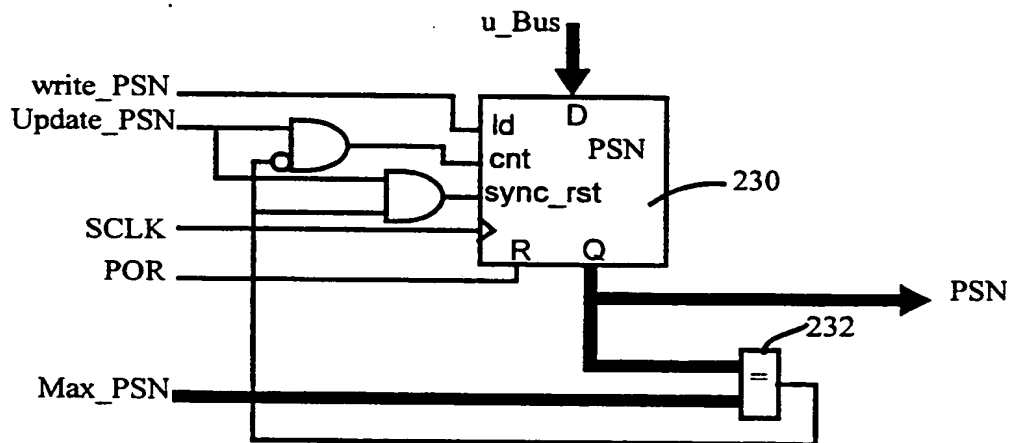 u_Bus
write_PSN
Update_PSN
ld
D
PSN
cnt
sync_rst
230
SCLK
POR
R
Q
PSN
232
=
Max_PSN